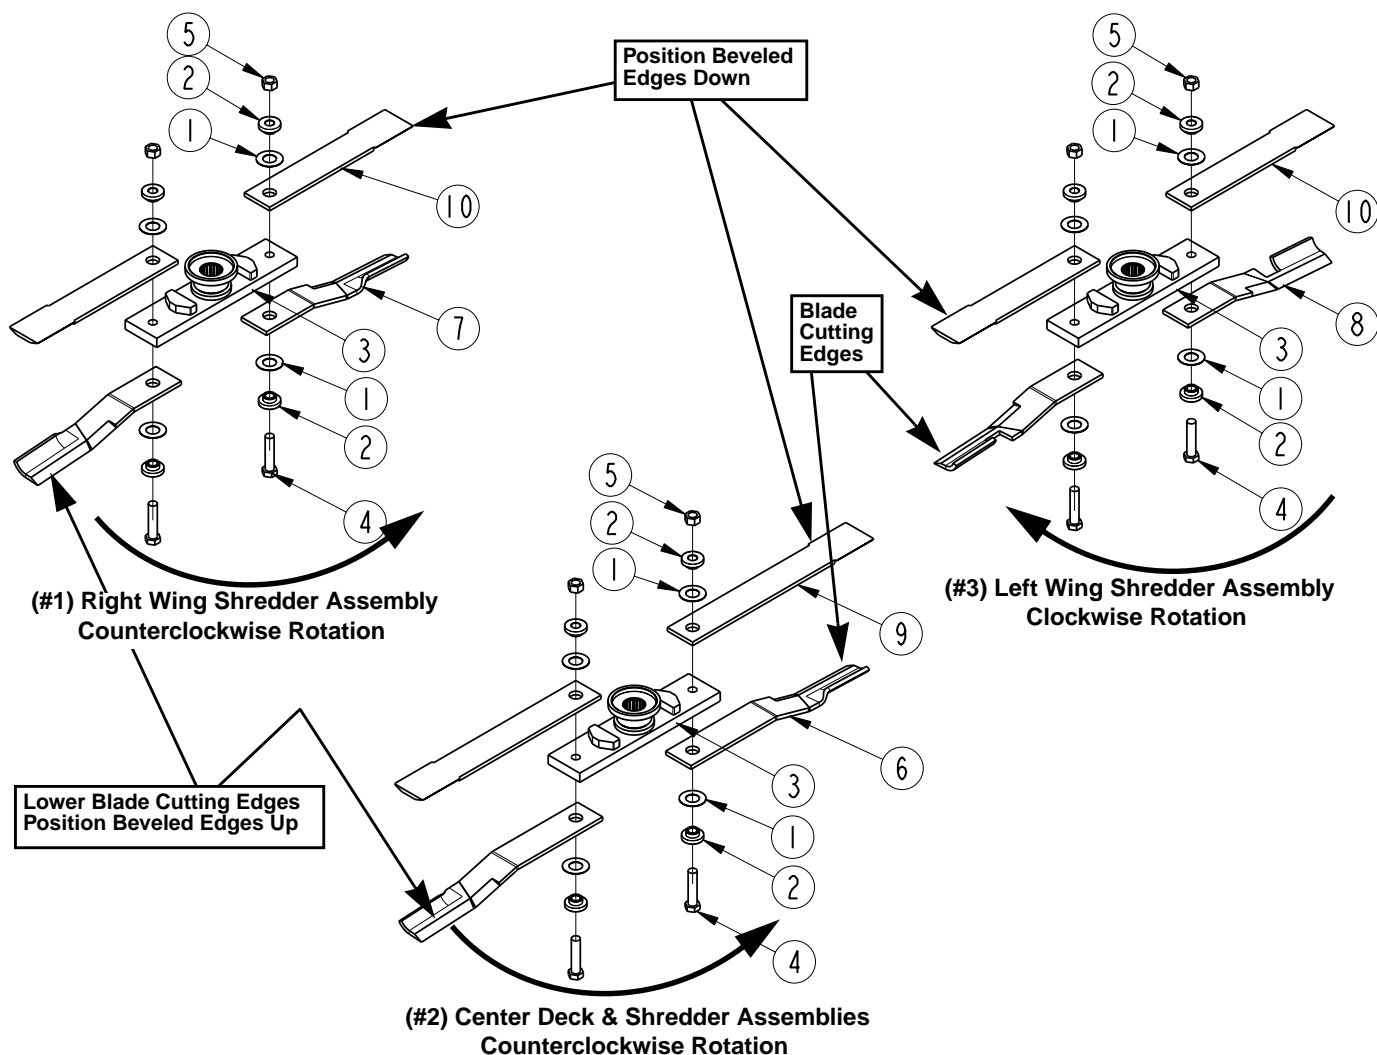 5
2
1
10
7
3
1
2
4
(#1) Right Wing Shredder Assembly
Counterclockwise Rotation
Position Beveled
Edges Down
Blade
Cutting
Edges
5
2
1
10
8
3
1
2
4
(#3) Left Wing Shredder Assembly
Clockwise Rotation
Lower Blade Cutting Edges
Position Beveled Edges Up
5
2
1
9
6
3
1
2
4
(#2) Center Deck & Shredder Assemblies
Counterclockwise Rotation